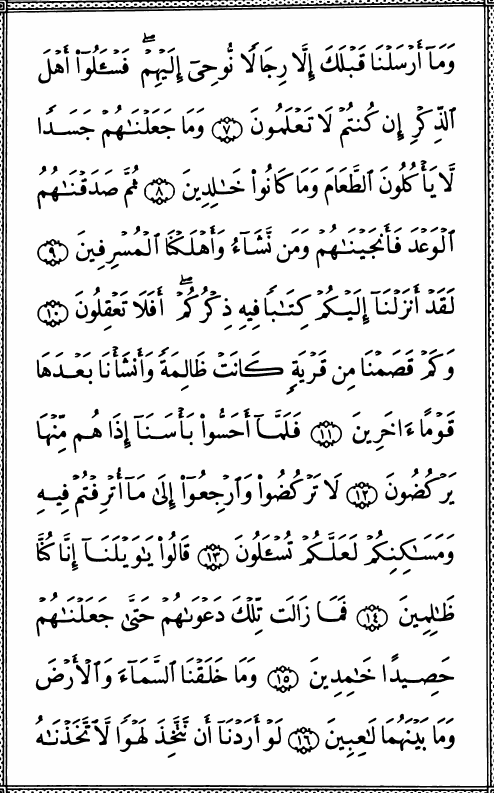 وَمَآ أَرۡسَلۡنَا قَبۡلَكَ إِلَّا رِجَالٗا نُّوحِيٓ إِلَيۡهِمۡۖ فَسۡـَٔلُوٓاْ أَهۡلَ
ٱلذِّكۡرِ إِن كُنتُمۡ لَا تَعۡلَمُونَ ٧ وَمَا جَعَلۡنَٰهُمۡ جَسَدٗا
لَّا يَأۡكُلُونَ ٱلطَّعَامَ وَمَا كَانُواْ خَٰلِدِينَ ٨ ثُمَّ صَدَقۡنَٰهُمُ
ٱلۡوَعۡدَ فَأَنجَيۡنَٰهُمۡ وَمَن نَّشَآءُ وَأَهۡلَكۡنَا ٱلۡمُسۡرِفِينَ ٩
لَقَدۡ أَنزَلۡنَآ إِلَيۡكُمۡ كِتَٰبٗا فِيهِ ذِكۡرُكُمۡۖ أَفَلَا تَعۡقِلُونَ ١٠
وَكَمۡ قَصَمۡنَا مِن قَرۡيَةٖ كَانَتۡ ظَالِمَةٗ وَأَنشَأۡنَا بَعۡدَهَا
قَوۡمًا ءَاخَرِينَ ١١ فَلَمَّآ أَحَسُّواْ بَأۡسَنَآ إِذَا هُم مِّنۡهَا
يَرۡكُضُونَ ١٢ لَا تَرۡكُضُواْ وَٱرۡجِعُوٓاْ إِلَىٰ مَآ أُتۡرِفۡتُمۡ فِيهِ
وَمَسَٰكِنِكُمۡ لَعَلَّكُمۡ تُسۡـَٔلُونَ ١٣ قَالُواْ يَٰوَيۡلَنَآ إِنَّا كُنَّا
ظَٰلِمِينَ ١٤ فَمَا زَالَت تِّلۡكَ دَعۡوَىٰهُمۡ حَتَّىٰ جَعَلۡنَٰهُمۡ
حَصِيدًا خَٰمِدِينَ ١٥ وَمَا خَلَقۡنَا ٱلسَّمَآءَ وَٱلۡأَرۡضَ
وَمَا بَيۡنَهُمَا لَٰعِبِينَ ١٦ لَوۡ أَرَدۡنَآ أَن نَّتَّخِذَ لَهۡوٗا لَّٱتَّخَذۡنَٰهُ